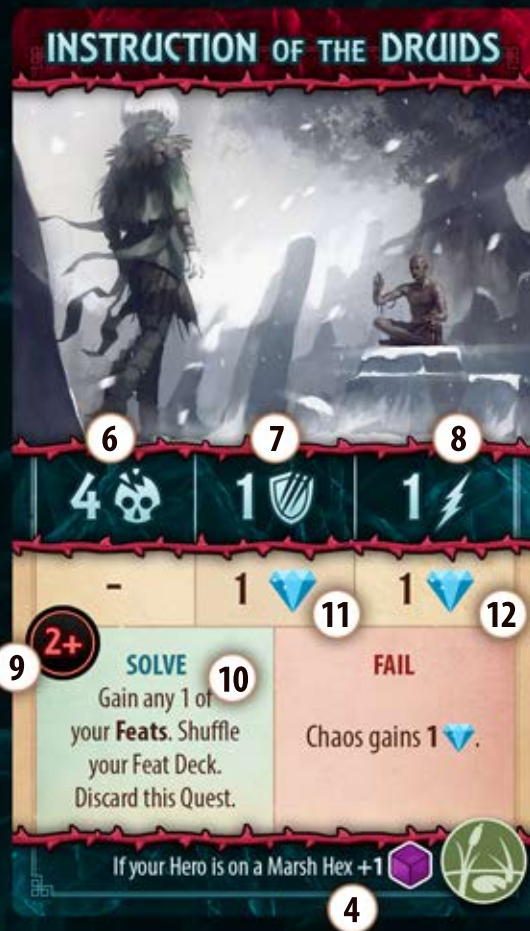 INSTRUCTION OF THE DRUIDS
6 7 8
4 1 1
- 1 1
11 12
9 2+ SOLVE 10 FAIL
Gain any 1 of
your Feats. Shuffle
your Feat Deck.
Discard this Quest.
Chaos gains 1 .
If your Hero is on a Marsh Hex +1
4